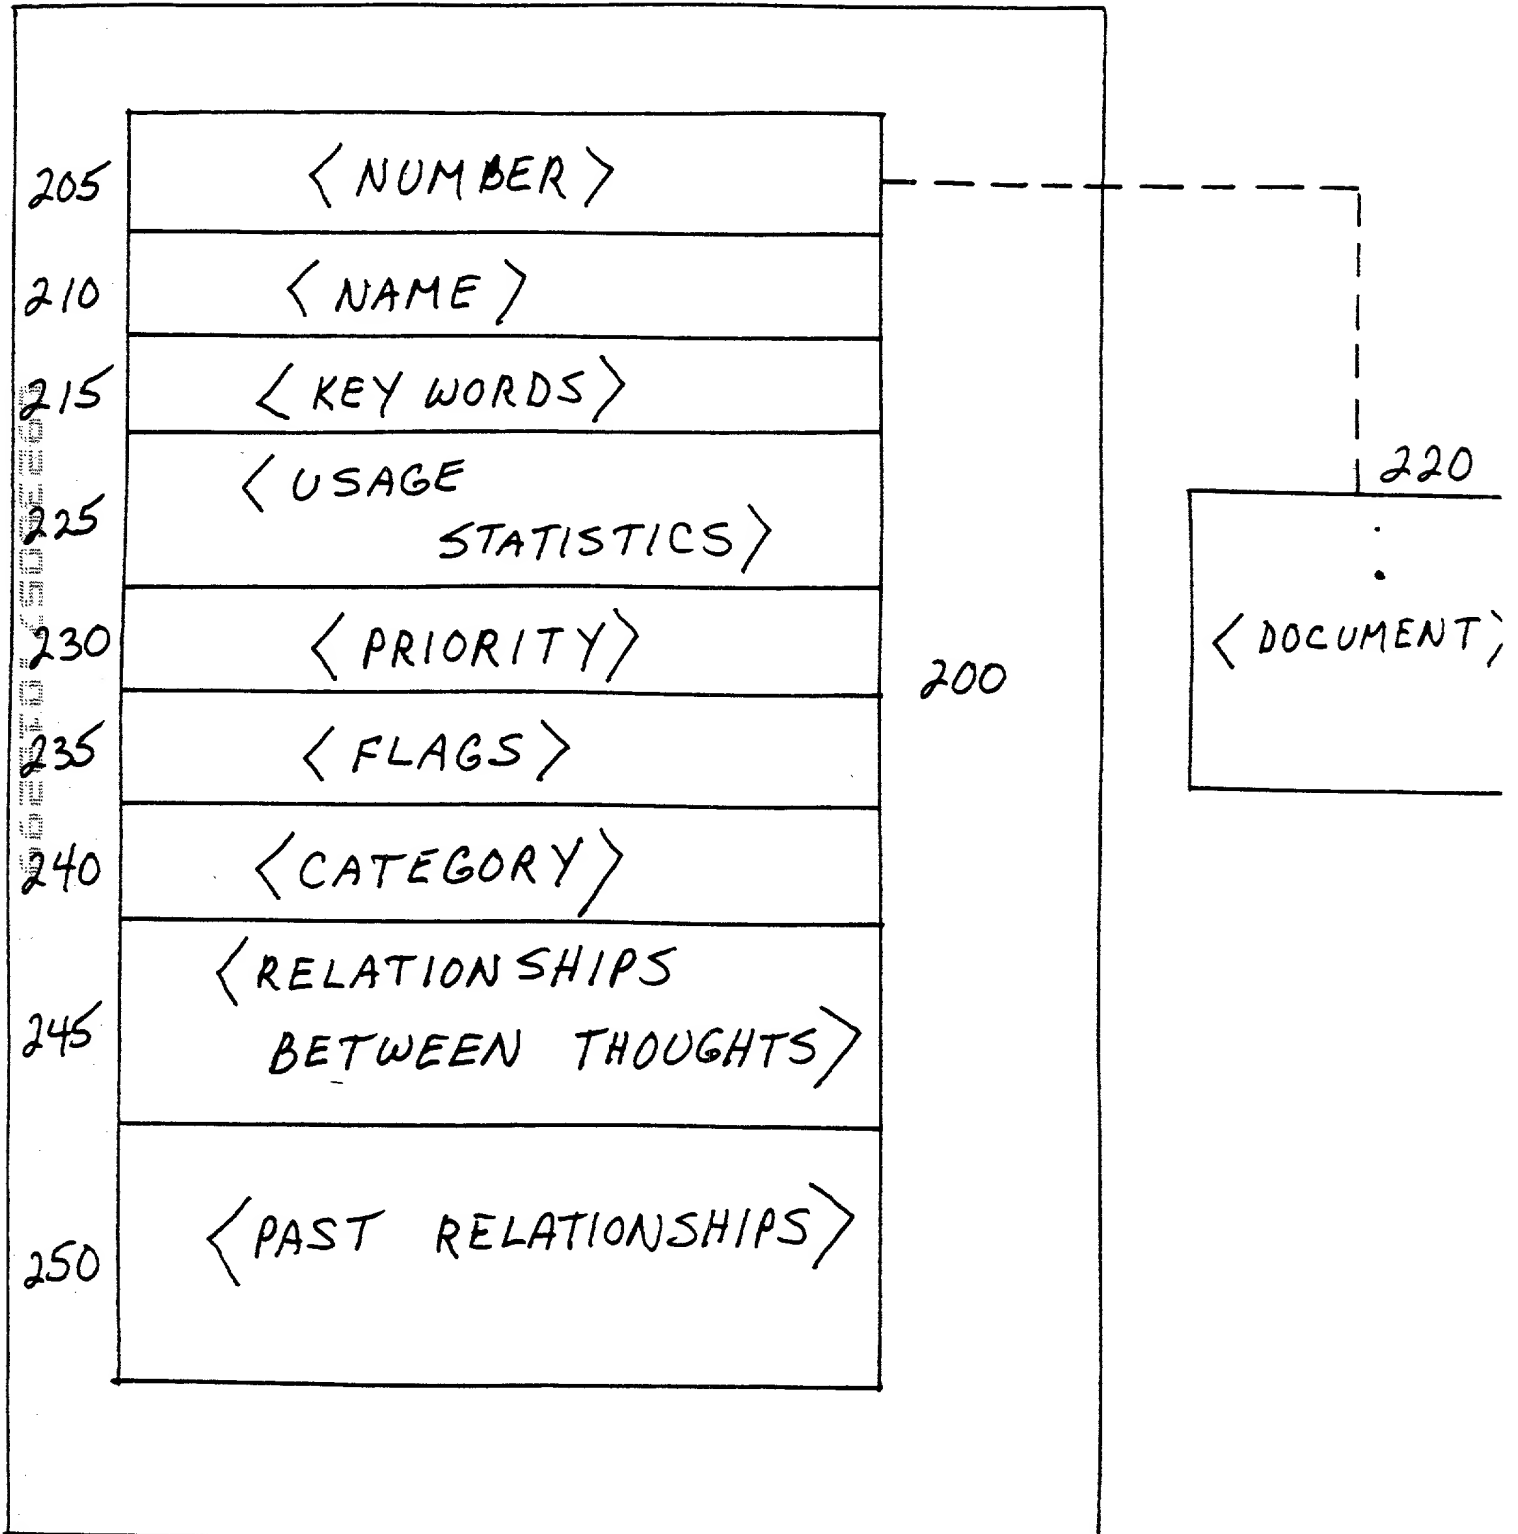 205 <NUMBER>
210 <NAME>
215 <KEY WORDS>
<USAGE
225 STATISTICS>
220
230 <PRIORITY>
<DOCUMENT>
200
235 <FLAGS>
240 <CATEGORY>
<RELATIONSHIPS
245 BETWEEN THOUGHTS>
250 <PAST RELATIONSHIPS>